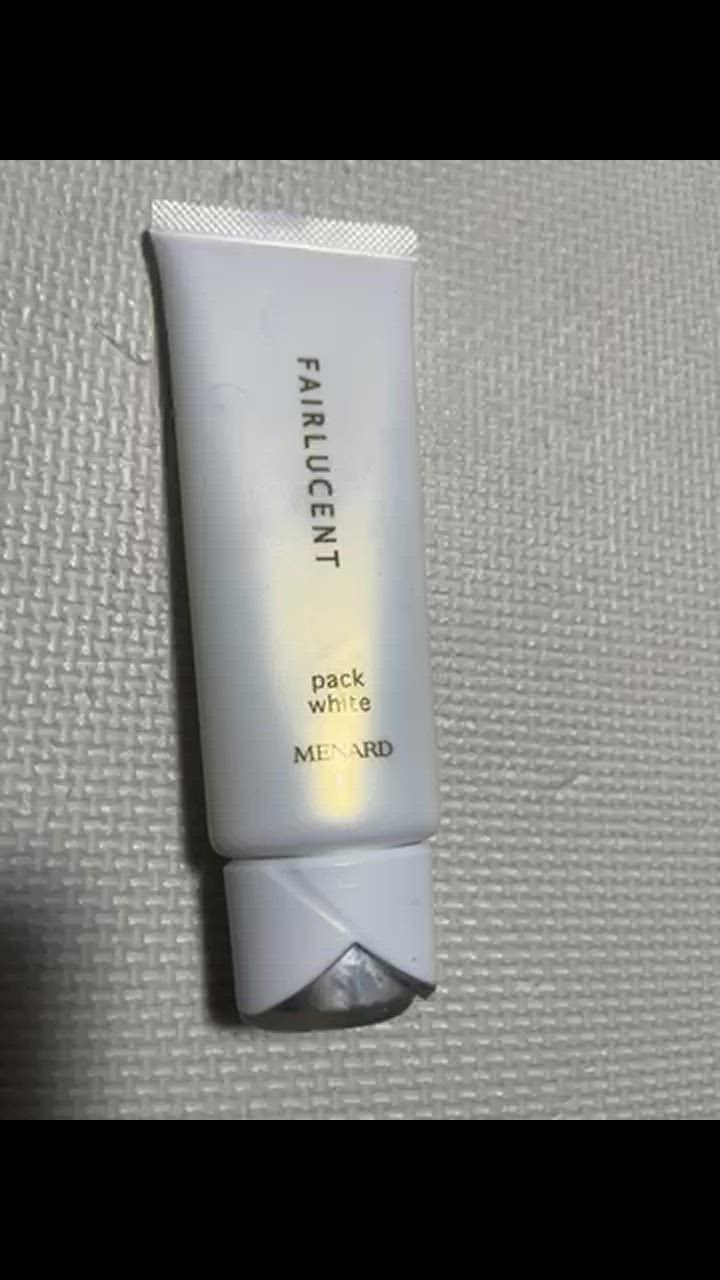 FAIRLUCENT
pack
white
MENARD